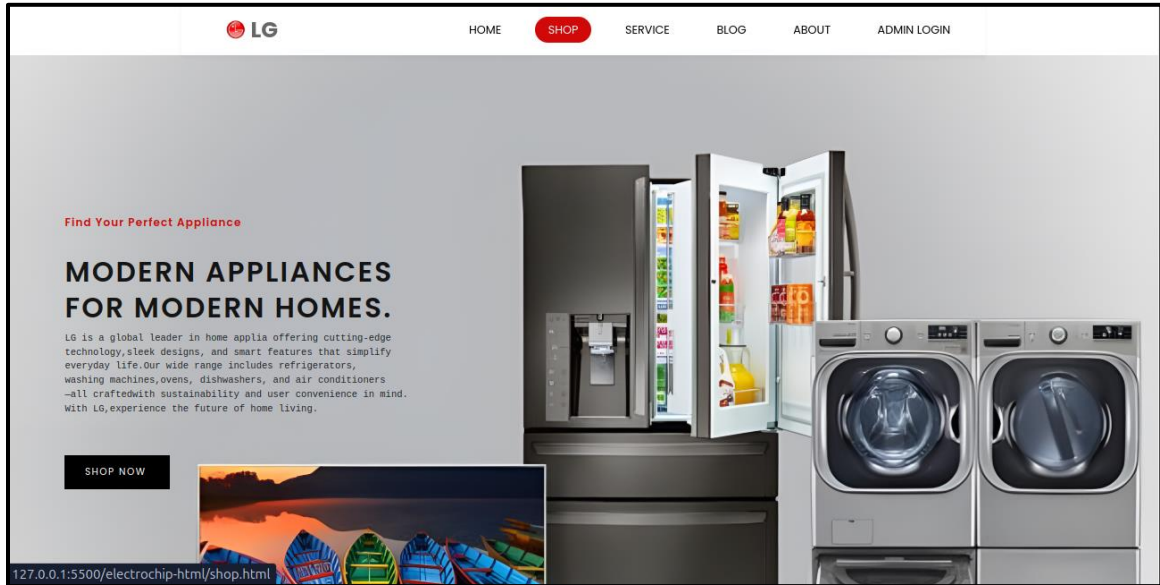 LG
HOME SHOP SERVICE BLOG ABOUT ADMIN LOGIN
Find Your Perfect Appliance
MODERN APPLIANCES
FOR MODERN HOMES.
LG is a global leader in home applia offering cutting-edge
technology,sleek designs, and smart features that simplify
everyday life.Our wide range includes refrigerators,
washing machines,ovens, dishwashers, and air conditioners
—all craftedwith sustainability and user convenience in mind.
With LG,experience the future of home living.
SHOP NOW
127.0.0.1:5500/electrochip-html/shop.html